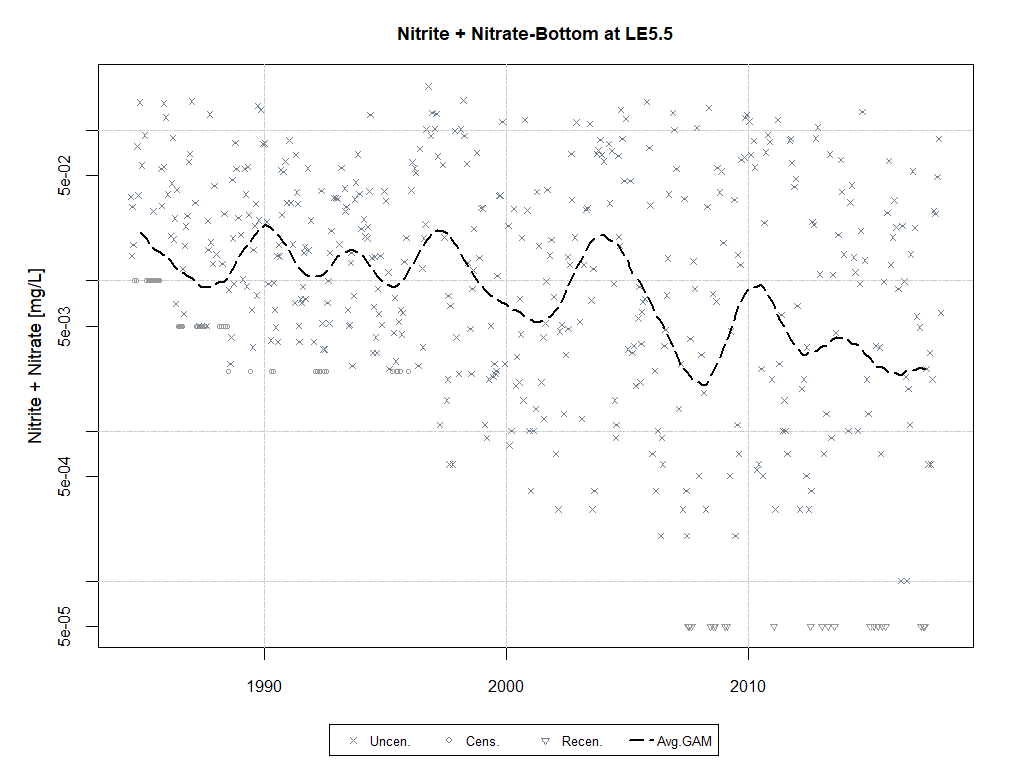 Nitrite + Nitrate-Bottom at LE5.5
Nitrite + Nitrate [mg/L]
5e-02
5e-03
5e-04
5e-05
1990
2000
2010
Uncen.
Cens.
Recen.
Avg.GAM